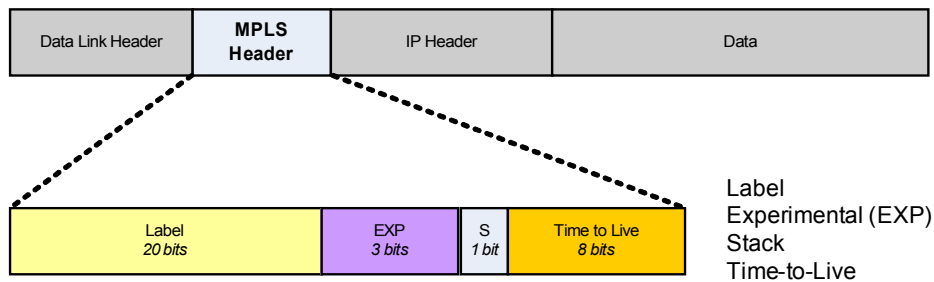 Data Link Header
MPLS
Header
IP Header
Data
Label
20 bits
EXP
3 bits
S
1 bit
Time to Live
8 bits
Label
Experimental (EXP)
Stack
Time-to-Live